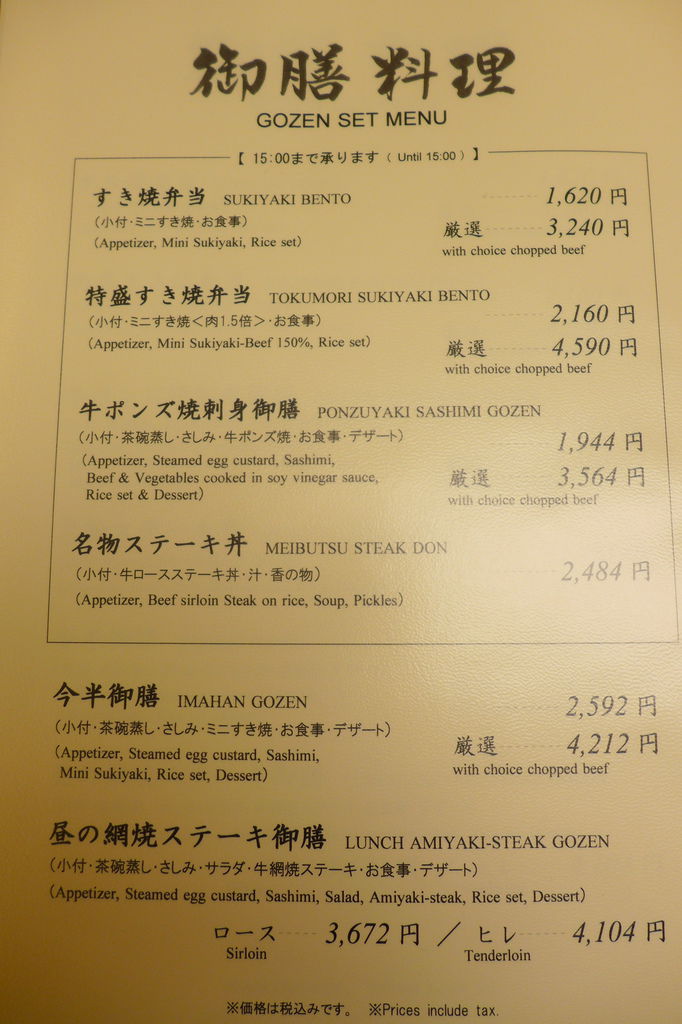 御膳料理
GOZEN SET MENU
【 15:00まで承ります ( Until 15:00 ) 】
すき焼弁当 SUKIYAKI BENTO 1,620 円
(小付・ミニすき焼・お食事)
厳選 3,240 円
(Appetizer, Mini Sukiyaki, Rice set)
with choice chopped beef
特盛すき焼弁当 TOKUMORI SUKIYAKI BENTO
2,160 円
(小付・ミニすき焼<肉1.5倍>・お食事)
(Appetizer, Mini Sukiyaki-Beef 150%, Rice set)
厳選 4,590 円
with choice chopped beef
牛ポンズ焼刺身御膳 PONZUYAKI SASHIMI GOZEN
(小付・茶碗蒸し・さしみ・牛ポンズ焼・お食事・デザート)
1,944 円
(Appetizer, Steamed egg custard, Sashimi,
Beef & Vegetables cooked in soy vinegar sauce,
Rice set & Dessert)
厳選 3,564 円
with choice chopped beef
名物ステーキ丼 MEIBUTSU STEAK DON
(小付・牛ロースステーキ丼・汁・香の物)
2,484 円
(Appetizer, Beef sirloin Steak on rice, Soup, Pickles)
今半御膳 IMAHAN GOZEN
2,592 円
(小付・茶碗蒸し・さしみ・ミニすき焼・お食事・デザート)
(Appetizer, Steamed egg custard, Sashimi,
Mini Sukiyaki, Rice set, Dessert)
厳選 4,212 円
with choice chopped beef
昼の網焼ステーキ御膳 LUNCH AMIYAKI-STEAK GOZEN
(小付・茶碗蒸し・さしみ・サラダ・牛網焼ステーキ・お食事・デザート)
(Appetizer, Steamed egg custard, Sashimi, Salad, Amiyaki-steak, Rice set, Dessert)
ロース 3,672 円 / ヒレ 4,104 円
Sirloin Tenderloin
※価格は税込みです。 ※Prices include tax.